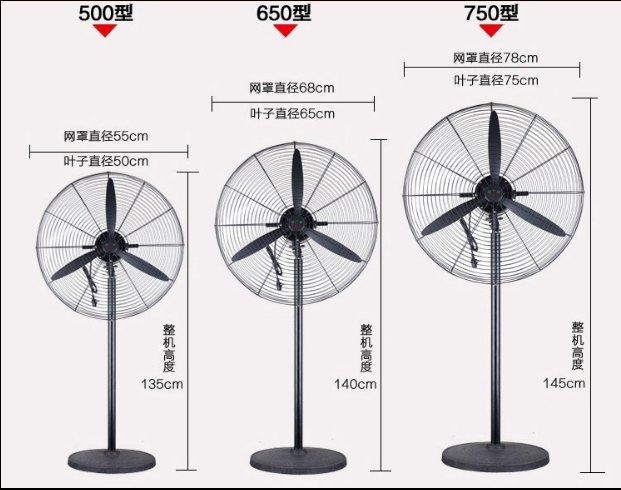 500型
650型
750型
网罩直径55cm
叶子直径50cm
网罩直径68cm
叶子直径65cm
网罩直径78cm
叶子直径75cm
整机高度
135cm
整机高度
140cm
整机高度
145cm